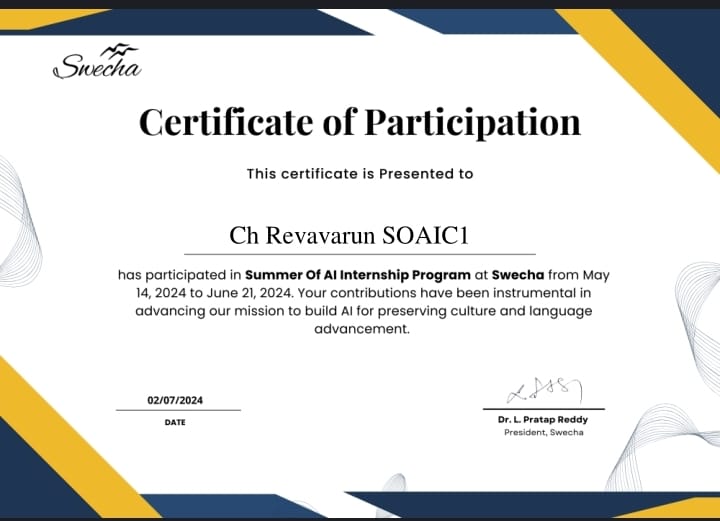 Swecha
Certificate of Participation
This certificate is Presented to
Ch Revavarun SOAIC1
has participated in Summer Of AI Internship Program at Swecha from May
14, 2024 to June 21, 2024. Your contributions have been instrumental in
advancing our mission to build AI for preserving culture and language
advancement.
02/07/2024
DATE
Dr. L. Pratap Reddy
President, Swecha